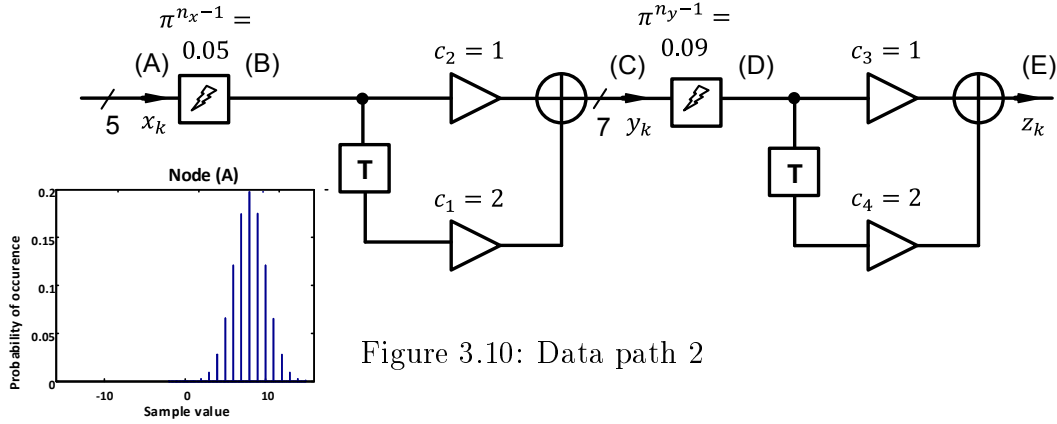 π^{n_x−1} =
0.05
π^{n_y−1} =
0.09
(A)
(B)
c_2 = 1
(C)
(D)
c_3 = 1
(E)
5
x_k
7
y_k
z_k
T
T
c_1 = 2
c_4 = 2
Node (A)
Probability of occurence
0.2
0.15
0.1
0.05
0
-10
0
10
Sample value
Figure 3.10: Data path 2